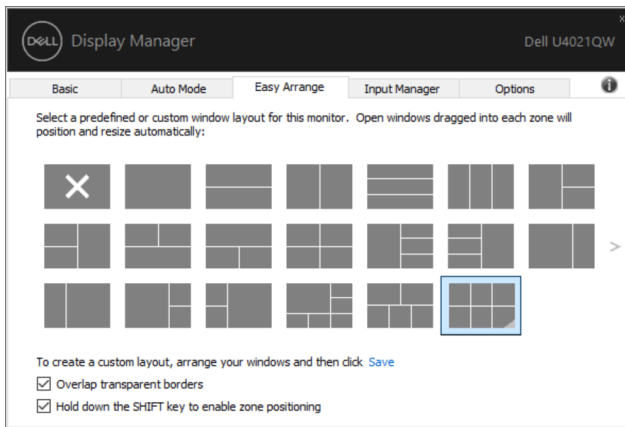 DELL Display Manager Dell U4021QW
Basic Auto Mode Easy Arrange Input Manager Options
Select a predefined or custom window layout for this monitor. Open windows dragged into each zone will
position and resize automatically:
To create a custom layout, arrange your windows and then click Save
Overlap transparent borders
Hold down the SHIFT key to enable zone positioning